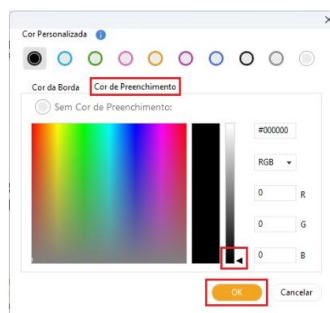 Cor Personalizada
Cor da Borda Cor de Preenchimento
Sem Cor de Preenchimento:
#000000
RGB
0 R
0 G
0 B
OK Cancelar